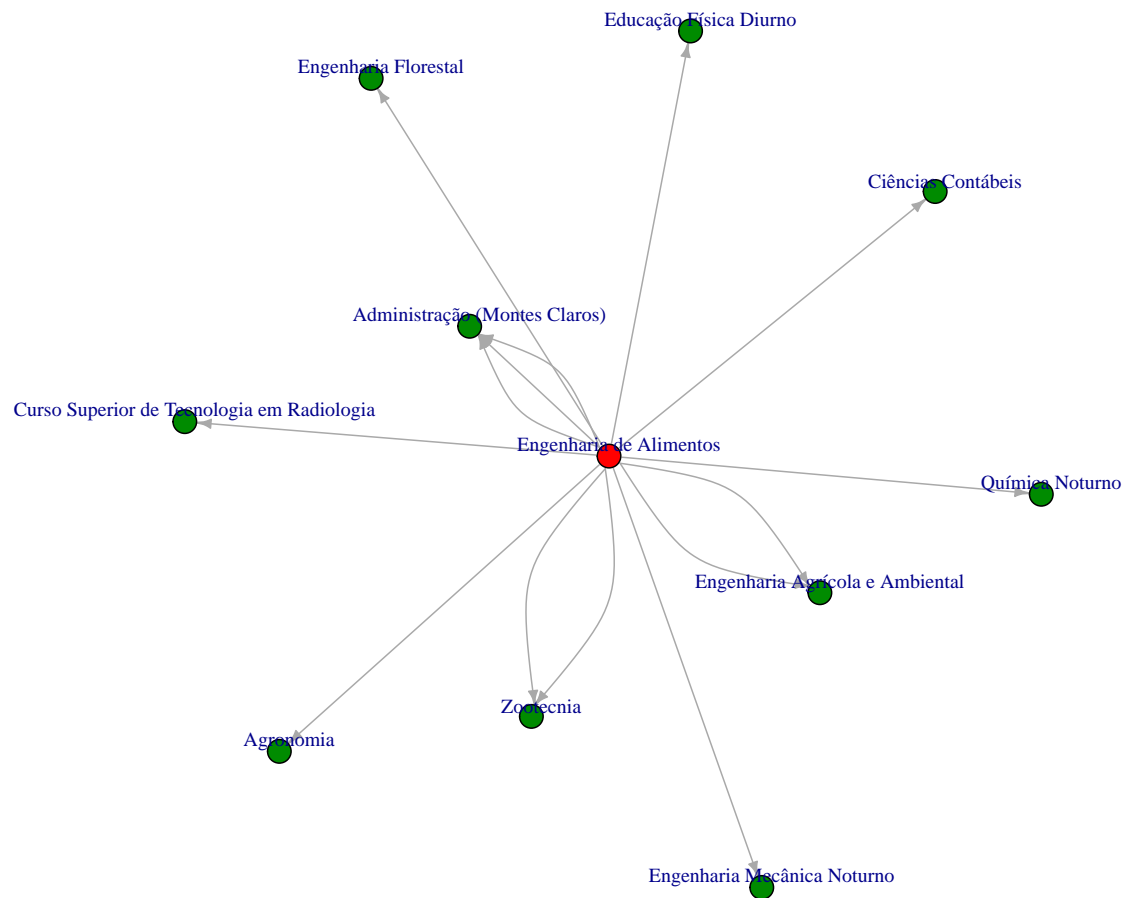 Educação Física Diurno
Engenharia Florestal
Ciências Contábeis
Administração (Montes Claros)
Curso Superior de Tecnologia em Radiologia
Engenharia de Alimentos
Química Noturno
Engenharia Agrícola e Ambiental
Zootecnia
Agronomia
Engenharia Mecânica Noturno